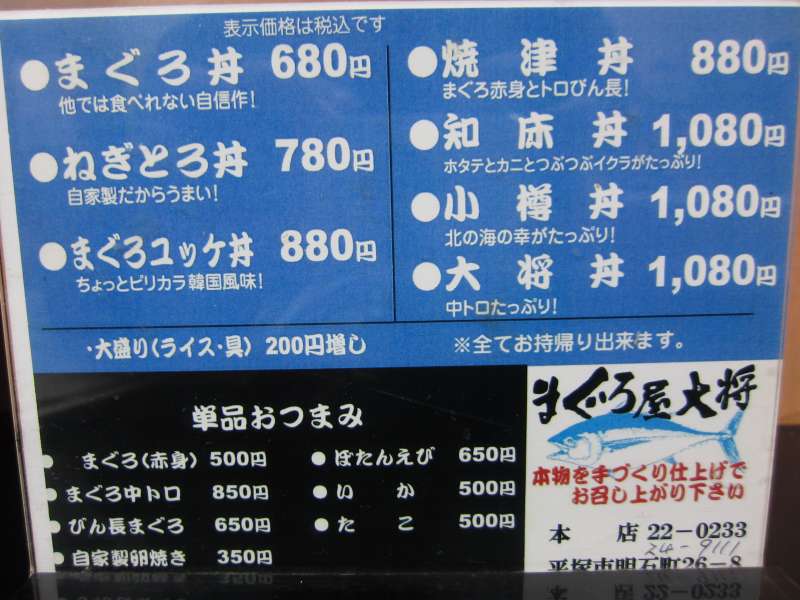 表示価格は税込です
●まぐろ丼 680円
他では食べれない自信作!
●ねぎとろ丼 780円
自家製だからうまい!
●まぐろユッケ丼 880円
ちょっとピリカラ韓国風味!
●焼津丼 880円
まぐろ赤身とトロびん長!
●知床丼 1,080円
ホタテとカニとつぶつぶイクラがたっぷり!
●小樽丼 1,080円
北の海の幸がたっぷり!
●大将丼 1,080円
中トロたっぷり!
・大盛り(ライス・具) 200円増し
※全てお持帰り出来ます。
単品おつまみ
● まぐろ(赤身) 500円
● まぐろ中トロ 850円
● びん長まぐろ 650円
● 自家製卵焼き 350円
● ぼたんえび 650円
● いか 500円
● たこ 500円
まぐろ屋大将
本物を手づくり仕上げで
お召し上がり下さい
本店 22-0233
34-9111
平塚市明石町26-8